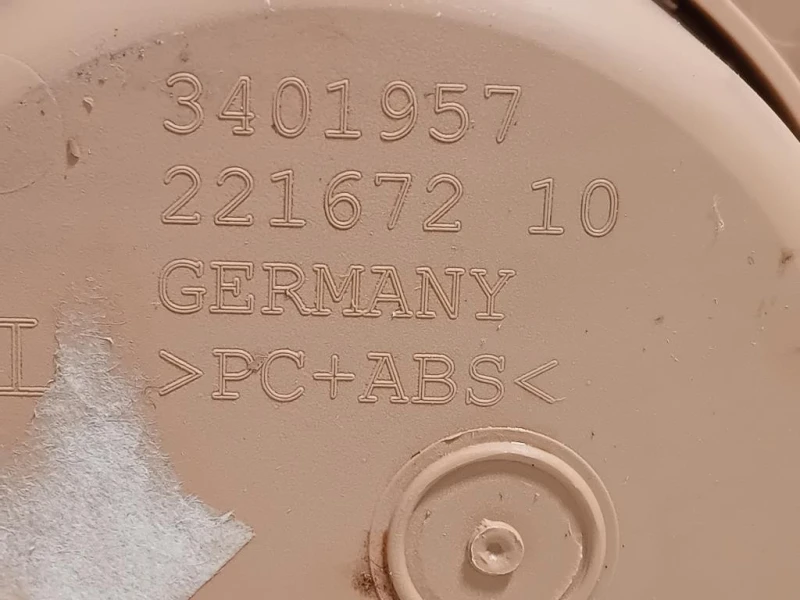 3401957
221672 10
GERMANY
>PC+ABS<